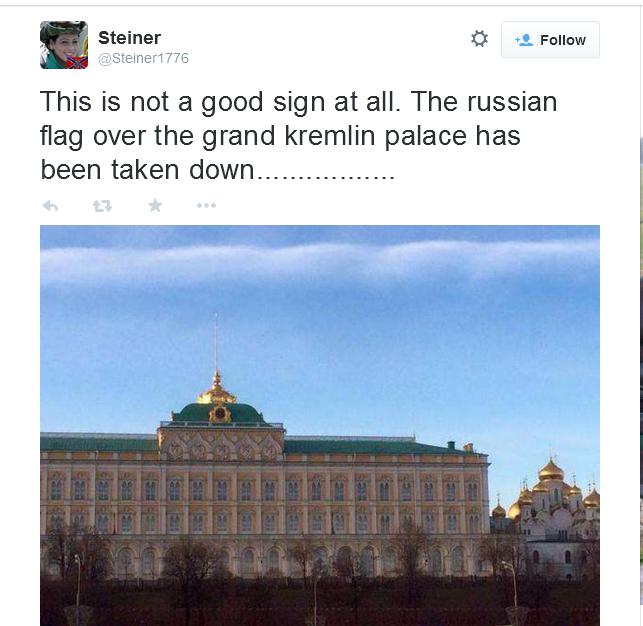 Steiner
@Steiner1776
Follow
This is not a good sign at all. The russian
flag over the grand kremlin palace has
been taken down.................